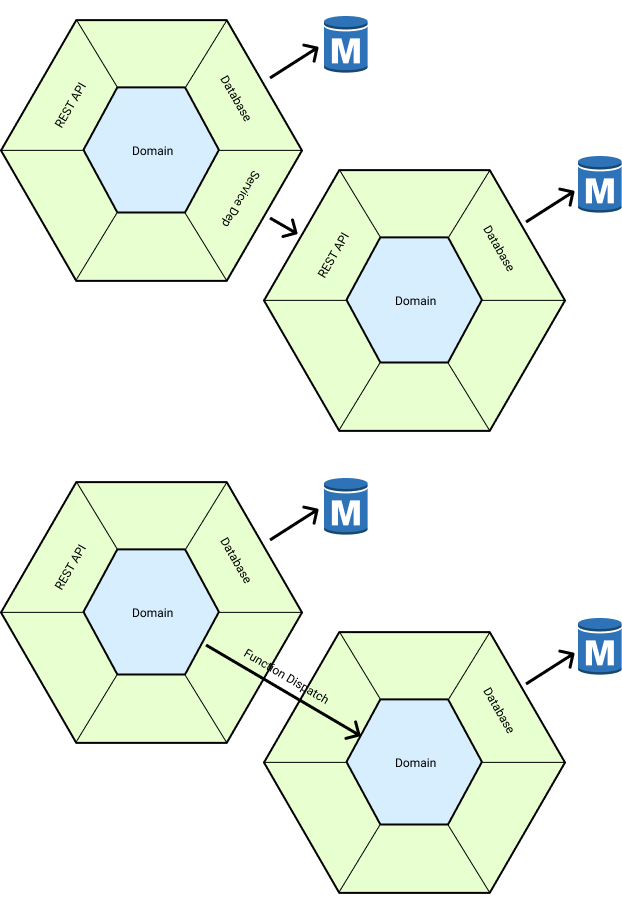 M
REST API
Database
Domain
Service Dep
M
REST API
Database
Domain
M
REST API
Database
Domain
Function Dispatch
M
Database
Domain